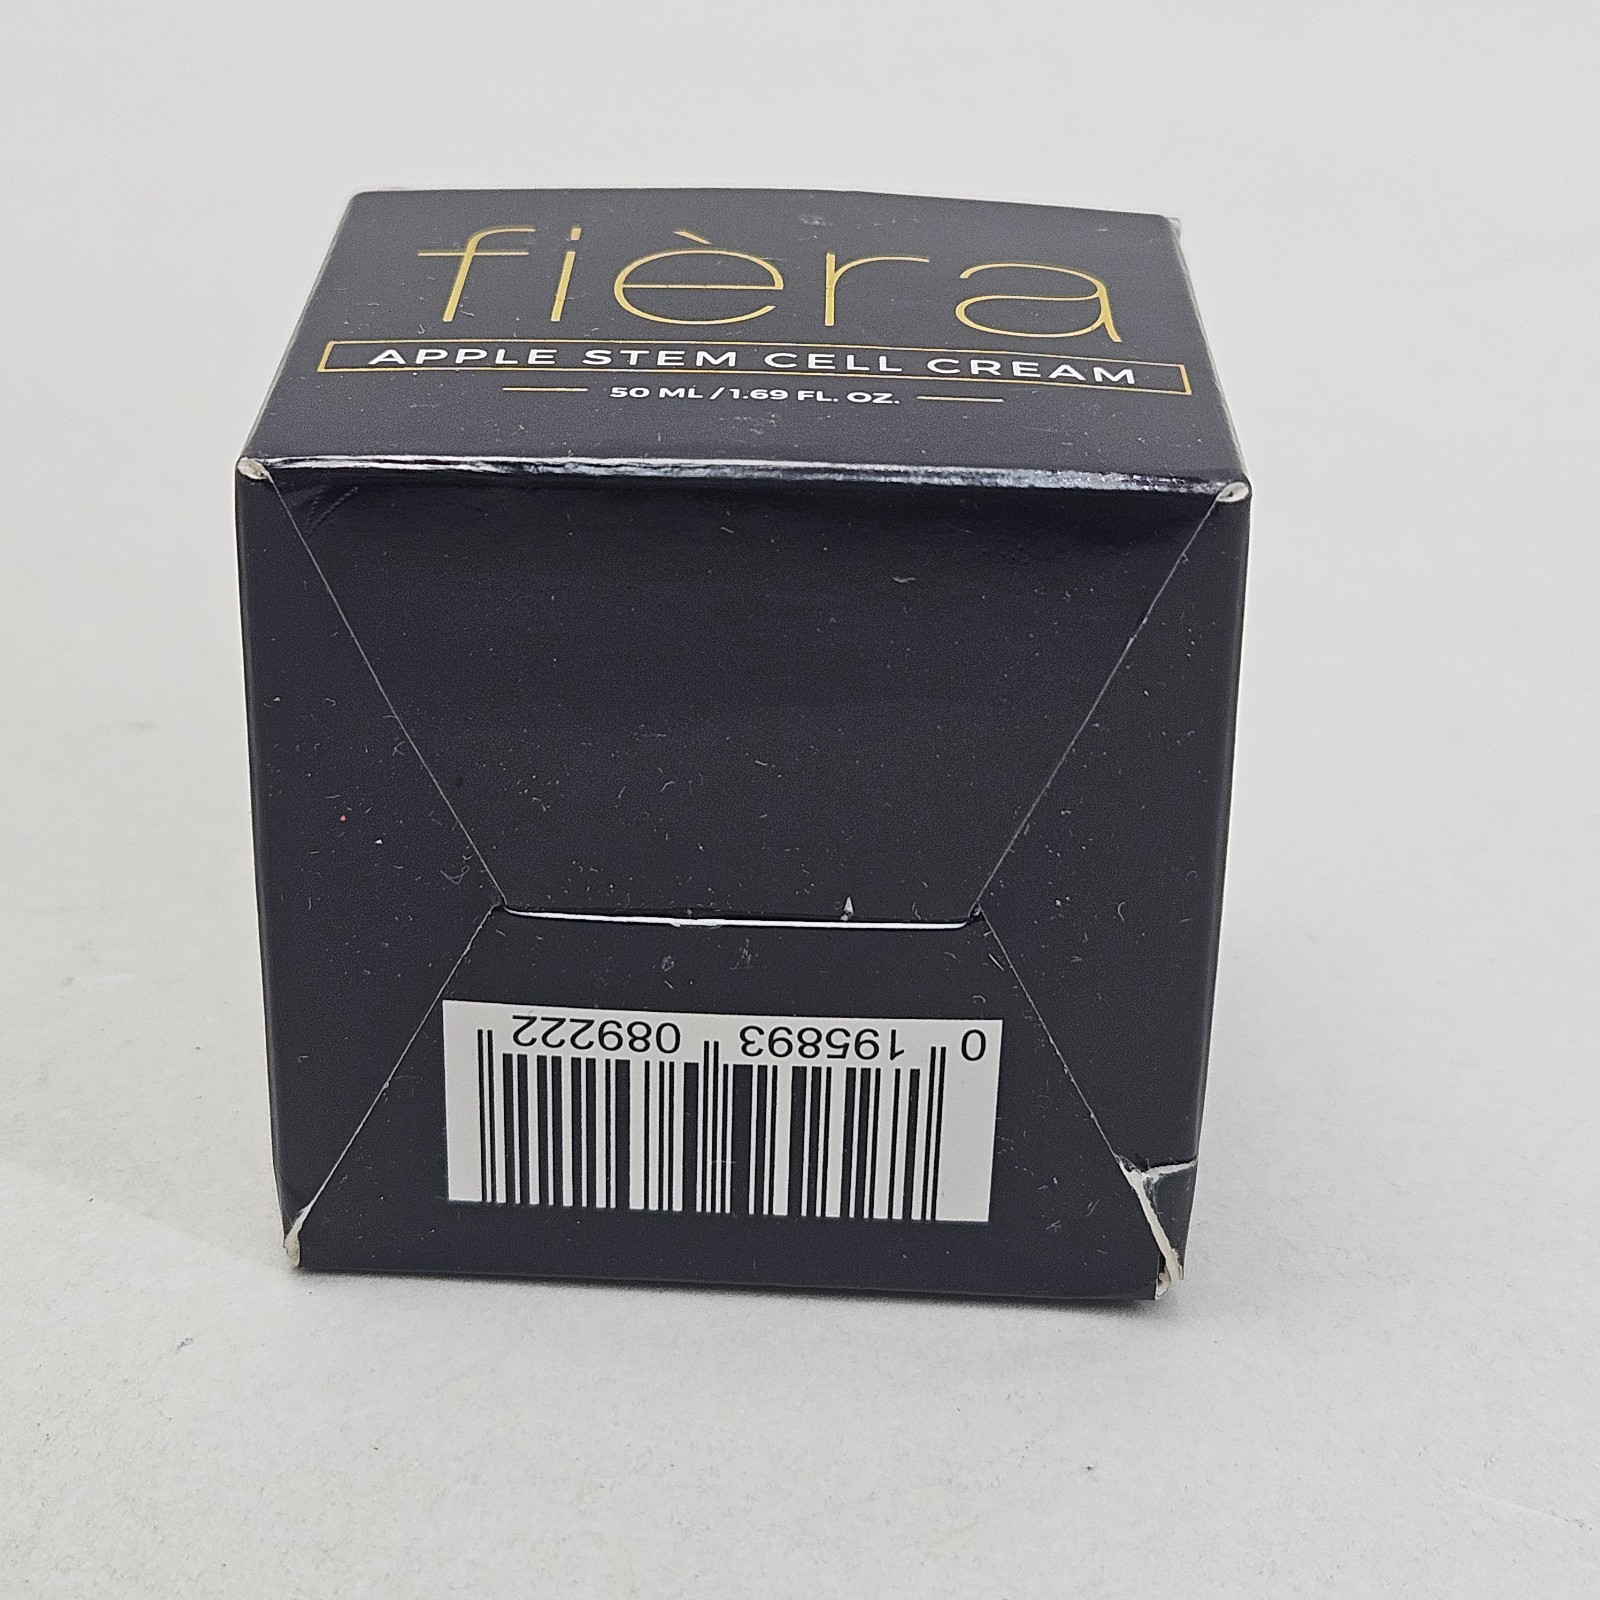 fièra
APPLE STEM CELL CREAM
50 ML / 1.69 FL. OZ.
0 195893 089222